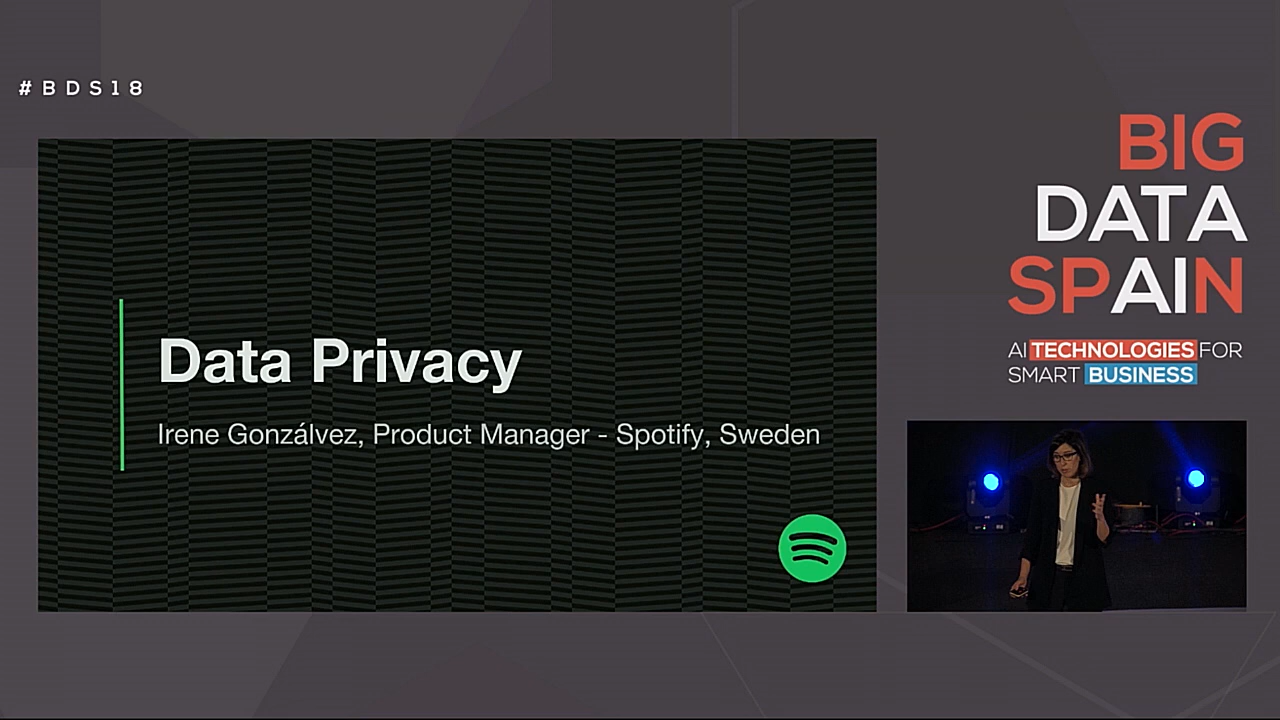 #BDS18
BIG
DATA
SPAIN
AI TECHNOLOGIES FOR
SMART BUSINESS
Data Privacy
Irene Gonzálvez, Product Manager - Spotify, Sweden